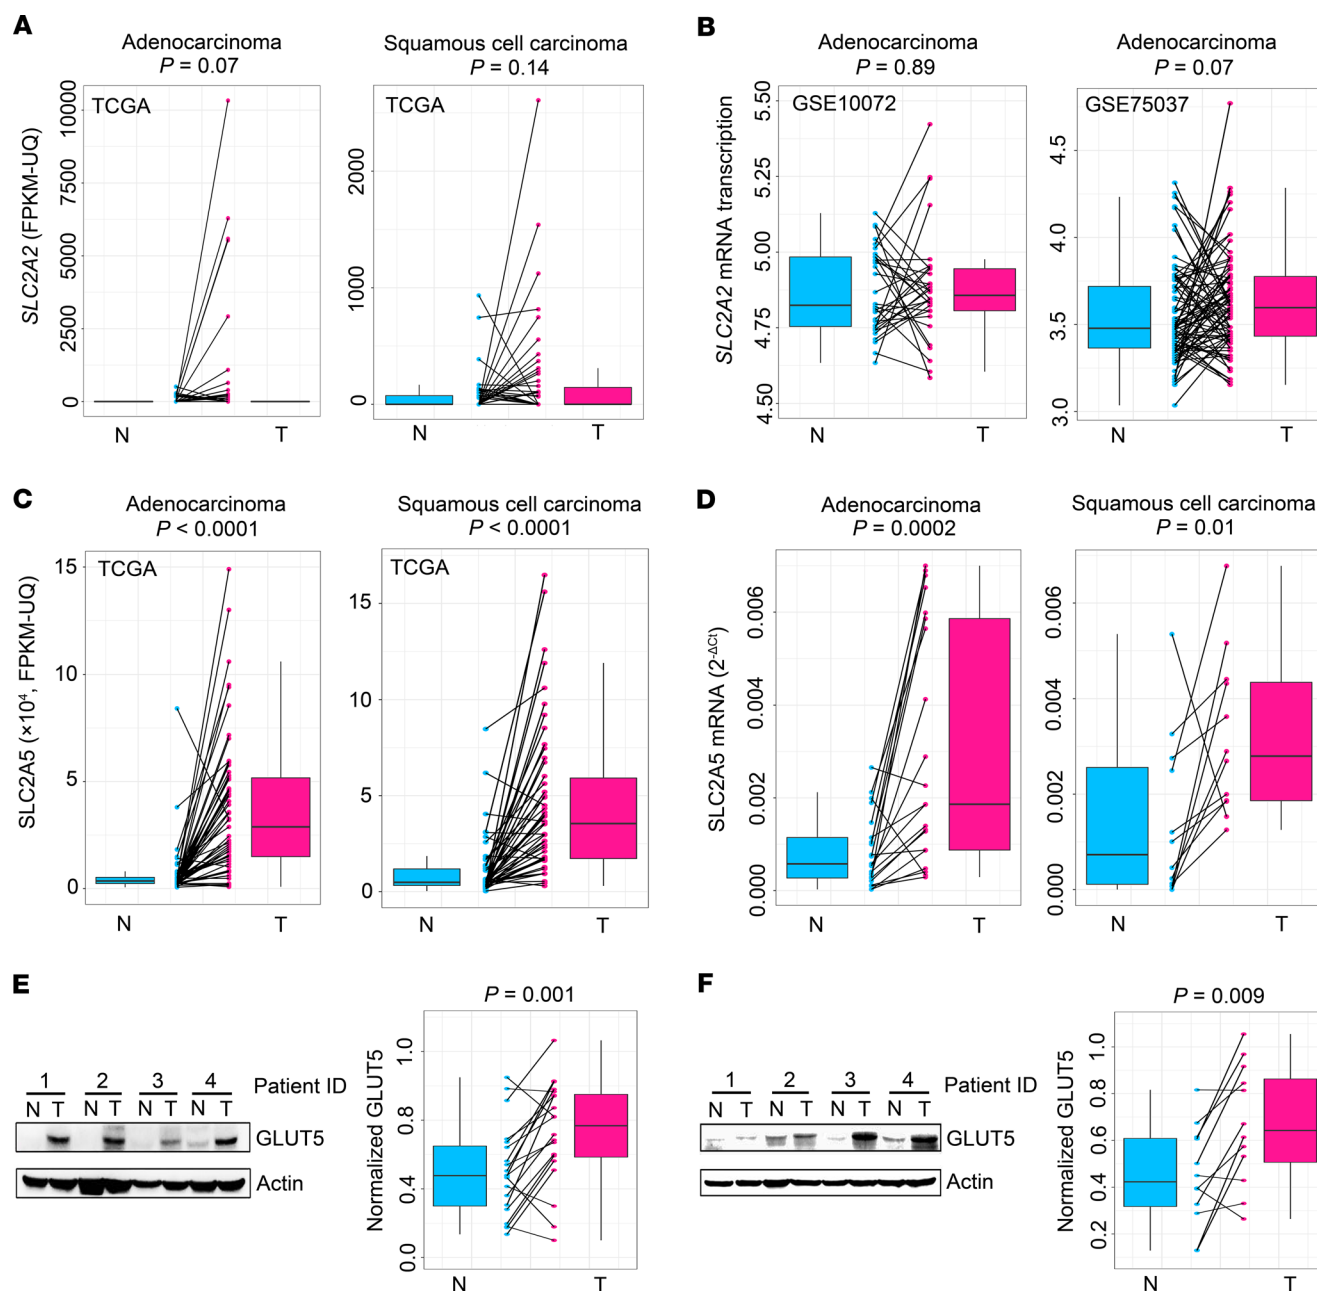 A
Adenocarcinoma
P = 0.07
TCGA
SLC2A2 (FPKM-UQ)
10000
7500
5000
2500
0
N
T
Squamous cell carcinoma
P = 0.14
TCGA
2000
1000
0
N
T
B
Adenocarcinoma
P = 0.89
GSE10072
SLC2A2 mRNA transcription
5.50
5.25
5.00
4.75
4.50
N
T
Adenocarcinoma
P = 0.07
GSE75037
4.5
4.0
3.5
3.0
N
T
C
Adenocarcinoma
P < 0.0001
TCGA
SLC2A5 (×10⁴, FPKM-UQ)
15
10
5
0
N
T
Squamous cell carcinoma
P < 0.0001
TCGA
15
10
5
0
N
T
D
Adenocarcinoma
P = 0.0002
SLC2A5 mRNA (2-ΔCt)
0.006
0.004
0.002
0.000
N
T
Squamous cell carcinoma
P = 0.01
0.006
0.004
0.002
0.000
N
T
E
1 2 3 4 Patient ID
N T N T N T N T
GLUT5
Actin
P = 0.001
Normalized GLUT5
1.0
0.8
0.4
0.0
N
T
F
1 2 3 4 Patient ID
N T N T N T N T
GLUT5
Actin
P = 0.009
Normalized GLUT5
1.0
0.8
0.6
0.4
0.2
N
T